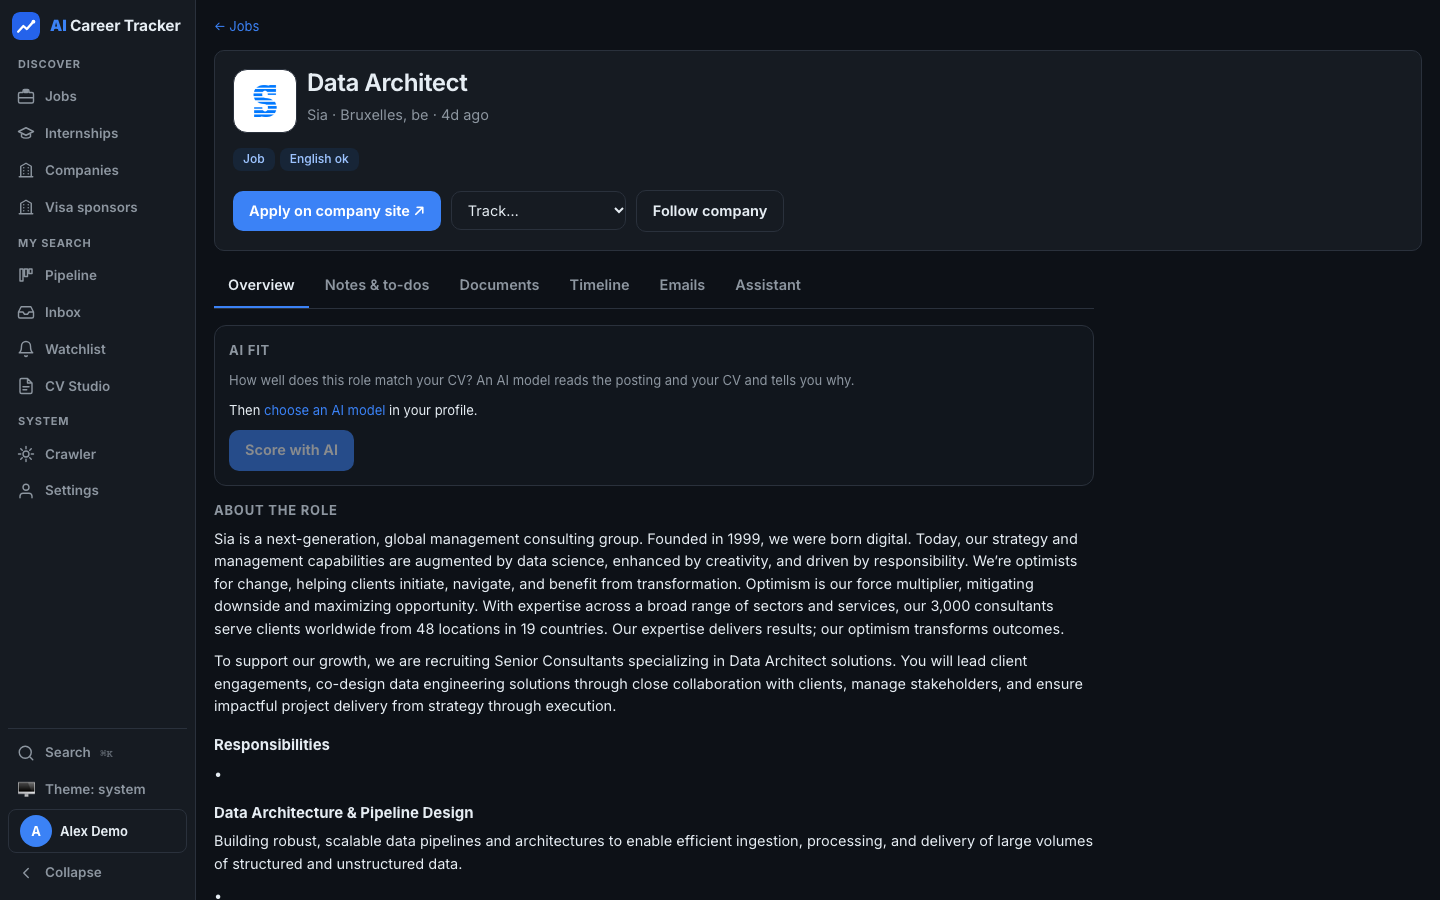 AI Career Tracker
DISCOVER
Jobs
Internships
Companies
Visa sponsors
MY SEARCH
Pipeline
Inbox
Watchlist
CV Studio
SYSTEM
Crawler
Settings
Search ⌘K
Theme: system
A Alex Demo
Collapse
← Jobs
S
Data Architect
Sia · Bruxelles, be · 4d ago
Job English ok
Apply on company site ↗ Track... Follow company
Overview Notes & to-dos Documents Timeline Emails Assistant
AI FIT
How well does this role match your CV? An AI model reads the posting and your CV and tells you why.
Then choose an AI model in your profile.
Score with AI
ABOUT THE ROLE
Sia is a next-generation, global management consulting group. Founded in 1999, we were born digital. Today, our strategy and
management capabilities are augmented by data science, enhanced by creativity, and driven by responsibility. We’re optimists
for change, helping clients initiate, navigate, and benefit from transformation. Optimism is our force multiplier, mitigating
downside and maximizing opportunity. With expertise across a broad range of sectors and services, our 3,000 consultants
serve clients worldwide from 48 locations in 19 countries. Our expertise delivers results; our optimism transforms outcomes.
To support our growth, we are recruiting Senior Consultants specializing in Data Architect solutions. You will lead client
engagements, co-design data engineering solutions through close collaboration with clients, manage stakeholders, and ensure
impactful project delivery from strategy through execution.
Responsibilities
•
Data Architecture & Pipeline Design
Building robust, scalable data pipelines and architectures to enable efficient ingestion, processing, and delivery of large volumes
of structured and unstructured data.
•